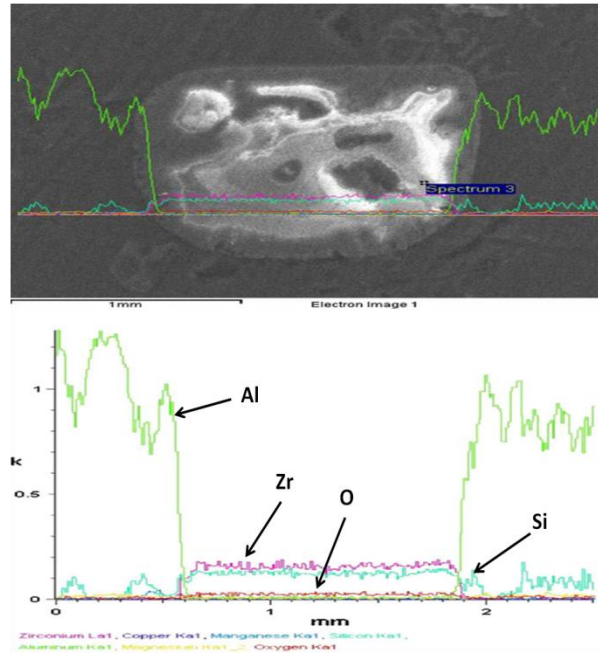 Spectrum 3
1mm Electron Image 1
Al
1
Zr
O
k
0.5
Si
0
0 1 mm 2
Zirconium La1, Copper Ka1, Manganese Ka1, Silicon Ka1,
Aluminum Ka1, Magnesium Ka1_2, Oxygen Ka1